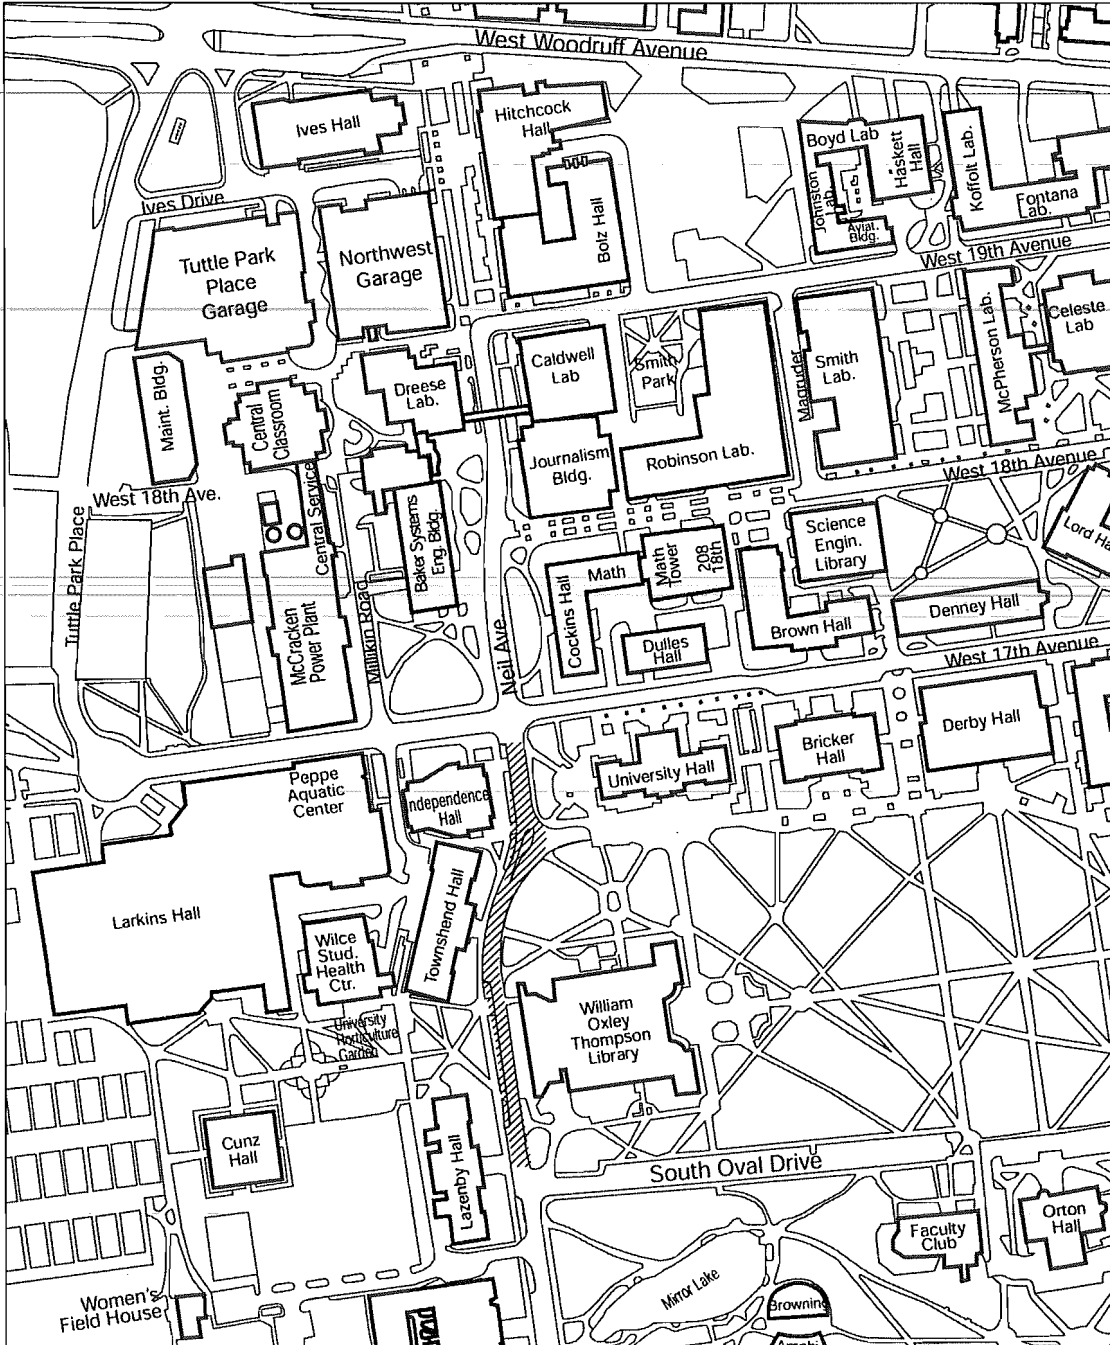 West Woodruff Avenue
Ives Hall
Hitchcock
Hall
Boyd Lab
Haskett
Hall
Koffolt Lab.
Johnston
Lab
Aviat.
Bldg.
Fontana
Lab.
Ives Drive
Bolz Hall
West 19th Avenue
Tuttle Park
Place
Garage
Northwest
Garage
Caldwell
Lab
Smith
Park
Magruder
Smith
Lab.
McPherson Lab.
Celeste
Lab
Maint. Bldg.
Central
Classroom
Dreese
Lab.
Journalism
Bldg.
Robinson Lab.
West 18th Avenue
West 18th Ave.
Central Service
Baker Systems
Eng. Bldg.
Science
Engin.
Library
Lord Ha
Tuttle Park Place
McCracken
Power Plant
Millikin Road
Neil Ave.
Cockins Hall
Math
Math
Tower
208
18th
Dulles
Hall
Brown Hall
Denney Hall
West 17th Avenue
Peppe
Aquatic
Center
Independence
Hall
University Hall
Bricker
Hall
Derby Hall
Larkins Hall
Townshend Hall
Wilce
Stud.
Health
Ctr.
University
Horticulture
Garden
William
Oxley
Thompson
Library
Cunz
Hall
Lazenby Hall
South Oval Drive
Faculty
Club
Orton
Hall
Mirror Lake
Browning
Women's
Field House